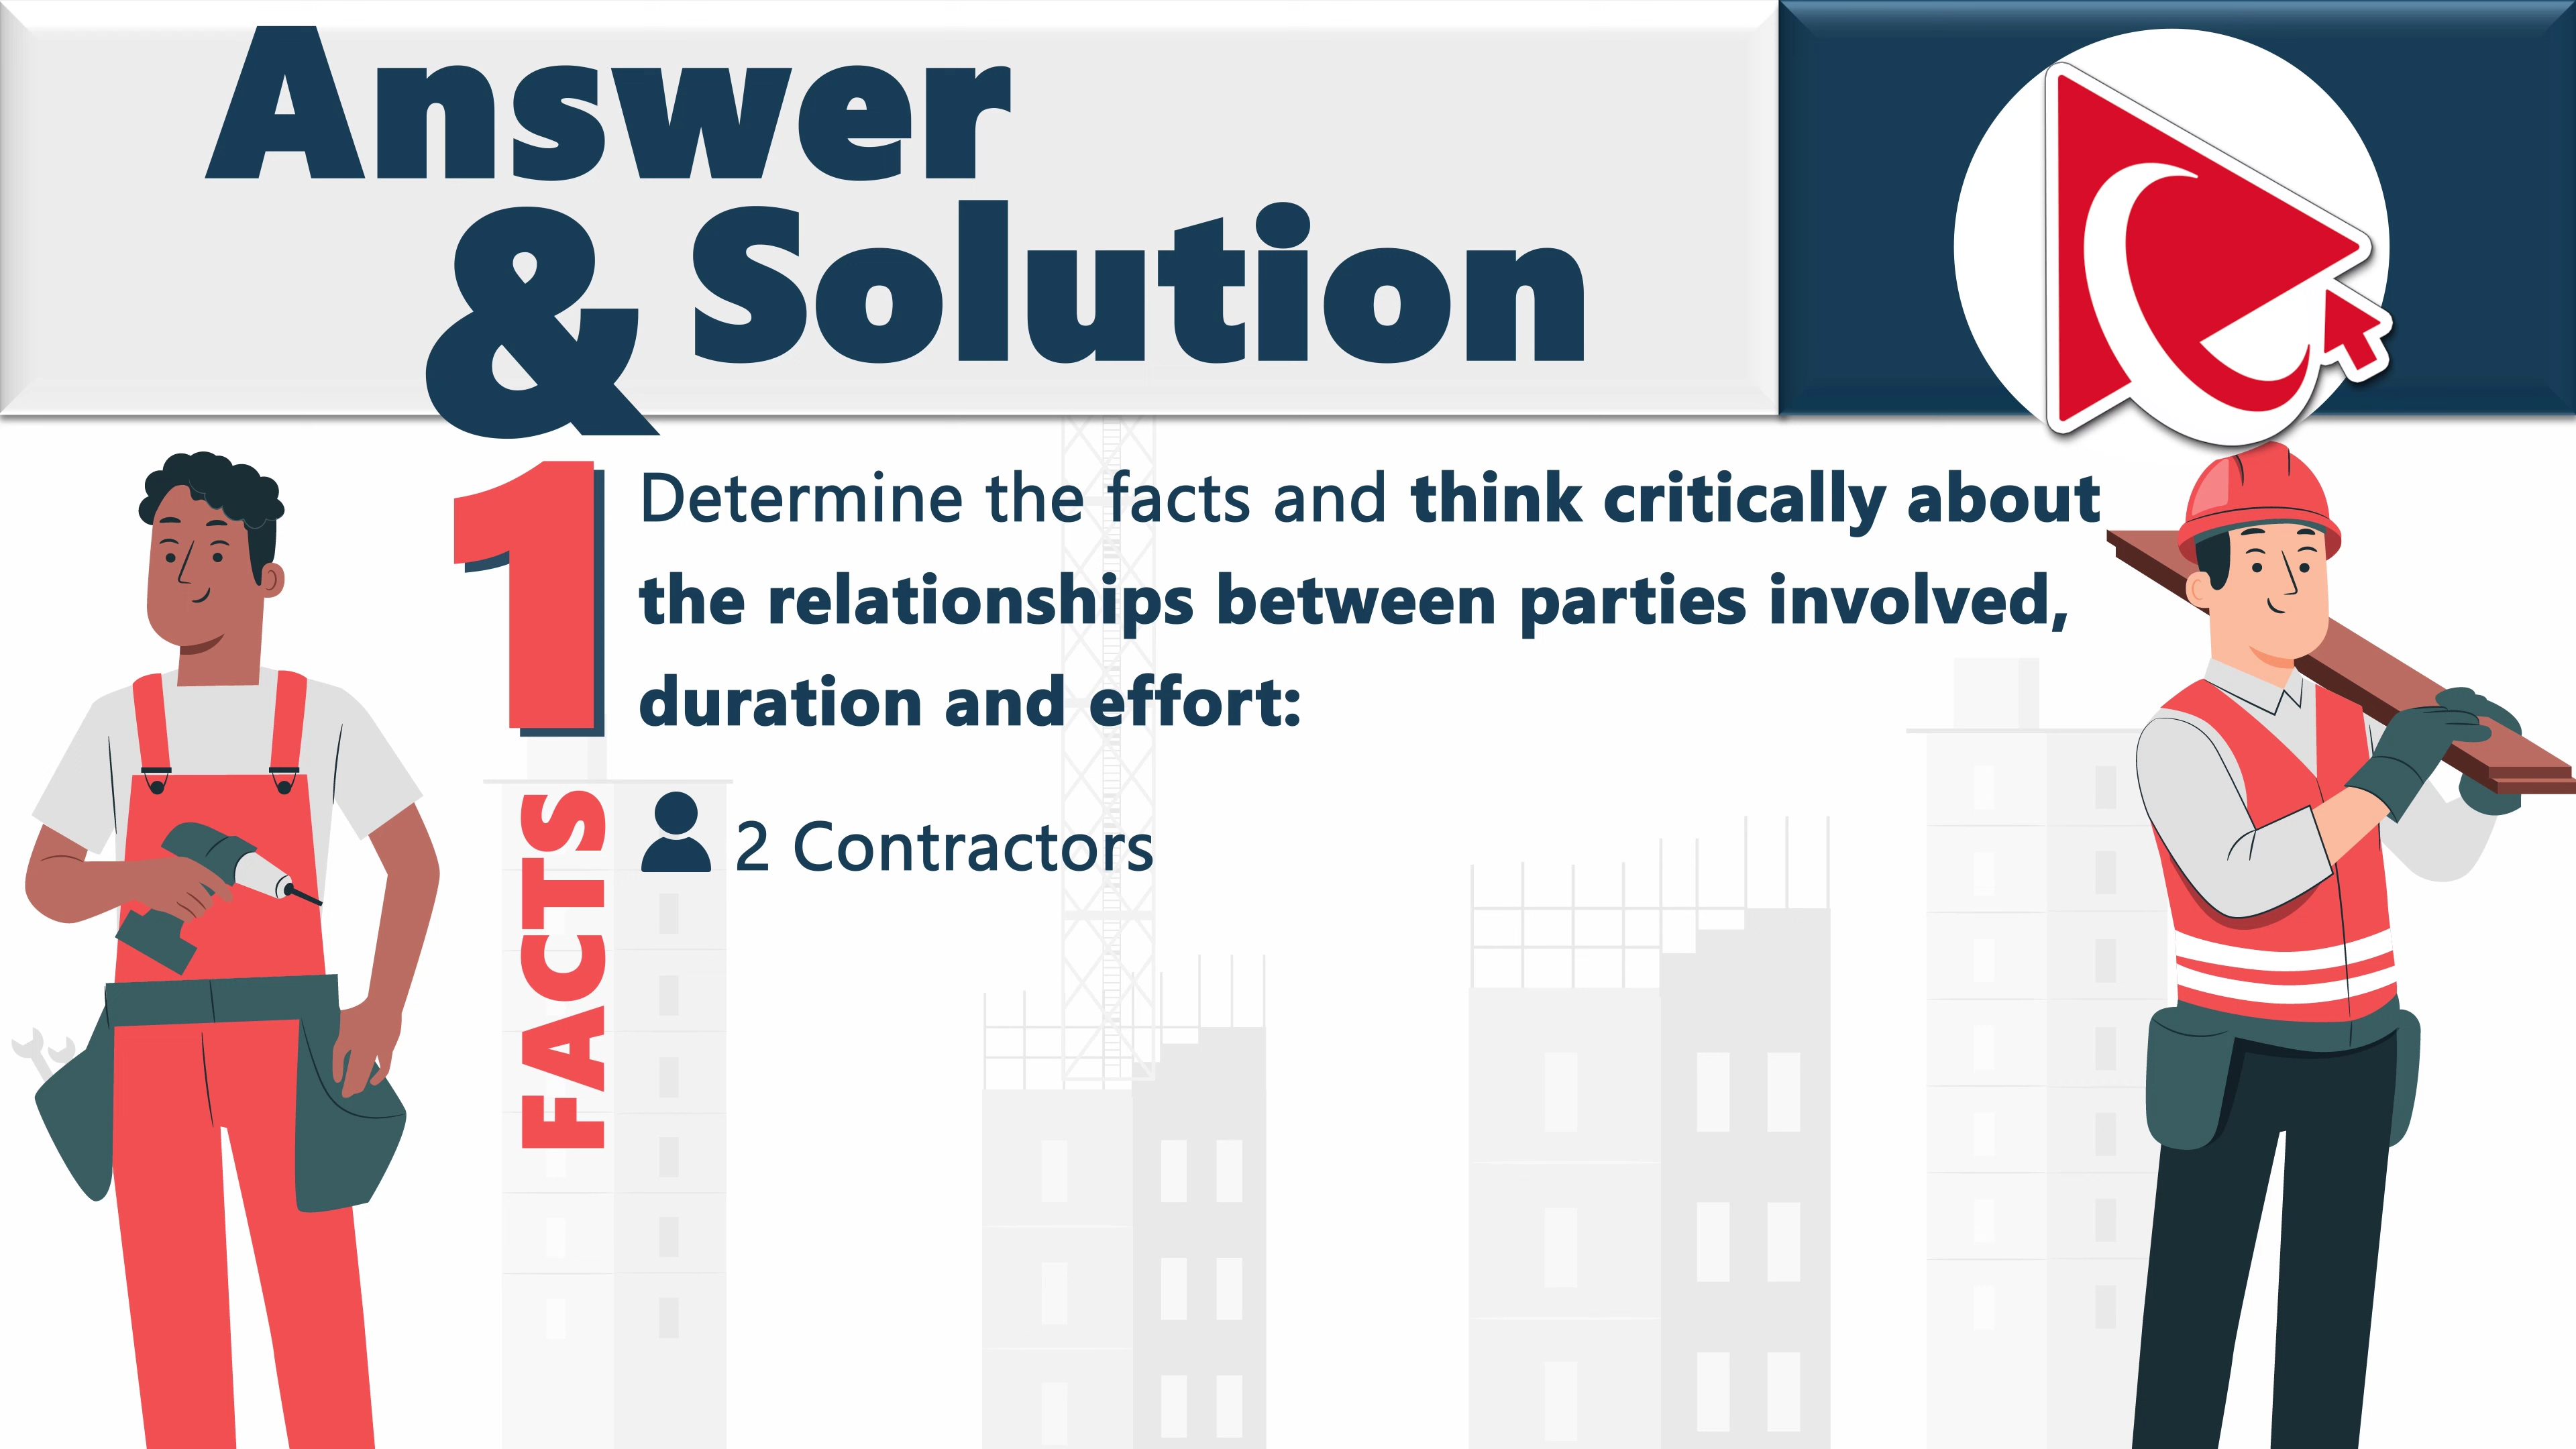 Answer
& Solution
1
Determine the facts and think critically about
the relationships between parties involved,
duration and effort:
FACTS
2 Contractors